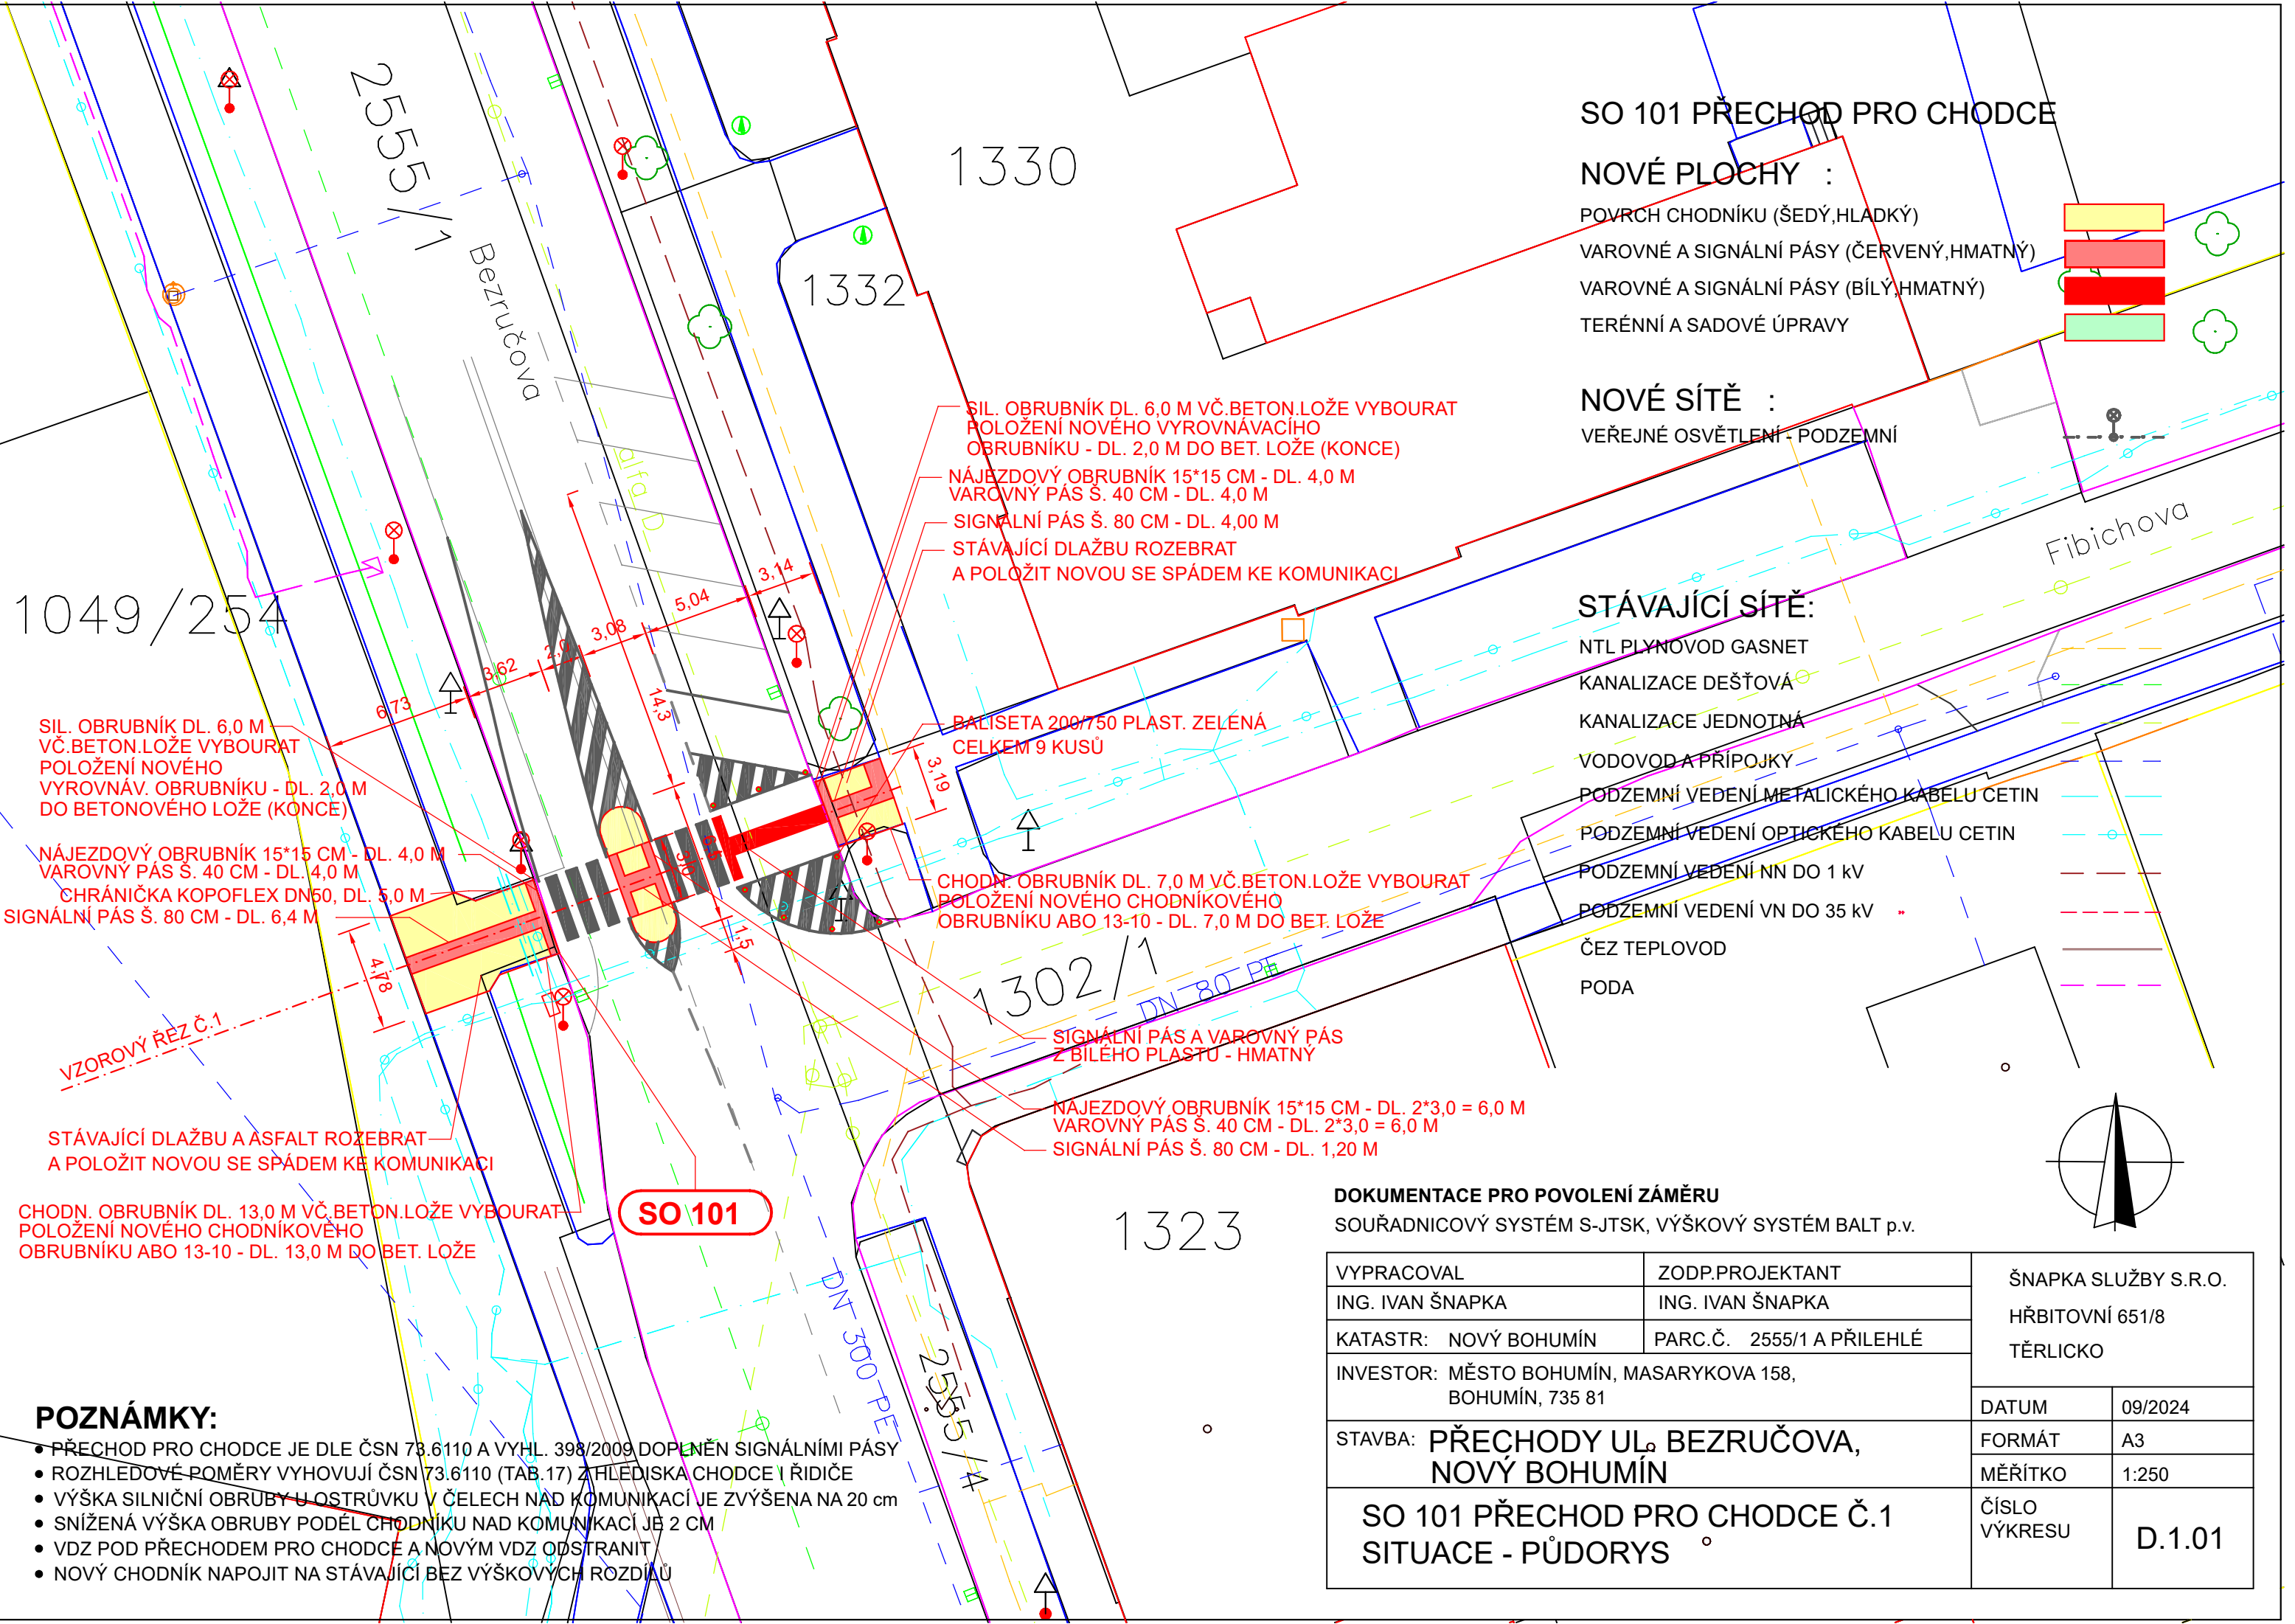 SO 101 PŘECHOD PRO CHODCE
NOVÉ PLOCHY :
POVRCH CHODNÍKU (ŠEDÝ,HLADKÝ)
VAROVNÉ A SIGNÁLNÍ PÁSY (ČERVENÝ,HMATNÝ)
VAROVNÉ A SIGNÁLNÍ PÁSY (BÍLÝ,HMATNÝ)
TERÉNNÍ A SADOVÉ ÚPRAVY
NOVÉ SÍTĚ :
VEŘEJNÉ OSVĚTLENÍ - PODZEMNÍ
STÁVAJÍCÍ SÍTĚ:
NTL PLYNOVOD GASNET
KANALIZACE DEŠŤOVÁ
KANALIZACE JEDNOTNÁ
VODOVOD A PŘÍPOJKY
PODZEMNÍ VEDENÍ METALICKÉHO KABELU CETIN
PODZEMNÍ VEDENÍ OPTICKÉHO KABELU CETIN
PODZEMNÍ VEDENÍ NN DO 1 kV
PODZEMNÍ VEDENÍ VN DO 35 kV
ČEZ TEPLOVOD
PODA
2555/1
Bezručova
1330
1332
1049/254
Fibichova
alfa D
1302/1
DN 80 PE
1323
DN 300 PE
2555/4
SIL. OBRUBNÍK DL. 6,0 M VČ.BETON.LOŽE VYBOURAT
POLOŽENÍ NOVÉHO VYROVNÁVACÍHO
OBRUBNÍKU - DL. 2,0 M DO BET. LOŽE (KONCE)
NÁJEZDOVÝ OBRUBNÍK 15*15 CM - DL. 4,0 M
VAROVNÝ PÁS Š. 40 CM - DL. 4,0 M
SIGNÁLNÍ PÁS Š. 80 CM - DL. 4,00 M
STÁVAJÍCÍ DLAŽBU ROZEBRAT
A POLOŽIT NOVOU SE SPÁDEM KE KOMUNIKACI
3,14
5,04
3,08
2,0
3,62
6,73
14,3
3,19
3,0
1,5
4,78
SIL. OBRUBNÍK DL. 6,0 M
VČ.BETON.LOŽE VYBOURAT
POLOŽENÍ NOVÉHO
VYROVNÁV. OBRUBNÍKU - DL. 2,0 M
DO BETONOVÉHO LOŽE (KONCE)
NÁJEZDOVÝ OBRUBNÍK 15*15 CM - DL. 4,0 M
VAROVNÝ PÁS Š. 40 CM - DL. 4,0 M
CHRÁNIČKA KOPOFLEX DN50, DL. 5,0 M
SIGNÁLNÍ PÁS Š. 80 CM - DL. 6,4 M
VZOROVÝ ŘEZ Č.1
BALISETA 200/750 PLAST. ZELENÁ
CELKEM 9 KUSŮ
CHODN. OBRUBNÍK DL. 7,0 M VČ.BETON.LOŽE VYBOURAT
POLOŽENÍ NOVÉHO CHODNÍKOVÉHO
OBRUBNÍKU ABO 13-10 - DL. 7,0 M DO BET. LOŽE
SIGNÁLNÍ PÁS A VAROVNÝ PÁS
Z BILÉHO PLASTU - HMATNÝ
NÁJEZDOVÝ OBRUBNÍK 15*15 CM - DL. 2*3,0 = 6,0 M
VAROVNÝ PÁS Š. 40 CM - DL. 2*3,0 = 6,0 M
SIGNÁLNÍ PÁS Š. 80 CM - DL. 1,20 M
STÁVAJÍCÍ DLAŽBU A ASFALT ROZEBRAT
A POLOŽIT NOVOU SE SPÁDEM KE KOMUNIKACI
CHODN. OBRUBNÍK DL. 13,0 M VČ.BETON.LOŽE VYBOURAT
POLOŽENÍ NOVÉHO CHODNÍKOVÉHO
OBRUBNÍKU ABO 13-10 - DL. 13,0 M DO BET. LOŽE
SO 101
POZNÁMKY:
• PŘECHOD PRO CHODCE JE DLE ČSN 73.6110 A VYHL. 398/2009 DOPLNĚN SIGNÁLNÍMI PÁSY
• ROZHLEDOVÉ POMĚRY VYHOVUJÍ ČSN 73.6110 (TAB.17) Z HLEDISKA CHODCE I ŘIDIČE
• VÝŠKA SILNIČNÍ OBRUBY U OSTRŮVKU V ČELECH NAD KOMUNIKACÍ JE ZVÝŠENA NA 20 cm
• SNÍŽENÁ VÝŠKA OBRUBY PODÉL CHODNÍKU NAD KOMUNIKACÍ JE 2 CM
• VDZ POD PŘECHODEM PRO CHODCE A NOVÝM VDZ ODSTRANIT
• NOVÝ CHODNÍK NAPOJIT NA STÁVAJÍCÍ BEZ VÝŠKOVÝCH ROZDÍLŮ
DOKUMENTACE PRO POVOLENÍ ZÁMĚRU
SOUŘADNICOVÝ SYSTÉM S-JTSK, VÝŠKOVÝ SYSTÉM BALT p.v.
VYPRACOVAL ZODP.PROJEKTANT
ING. IVAN ŠNAPKA ING. IVAN ŠNAPKA
KATASTR: NOVÝ BOHUMÍN PARC.Č. 2555/1 A PŘILEHLÉ
INVESTOR: MĚSTO BOHUMÍN, MASARYKOVA 158,
BOHUMÍN, 735 81
STAVBA: PŘECHODY UL. BEZRUČOVA,
NOVÝ BOHUMÍN
SO 101 PŘECHOD PRO CHODCE Č.1
SITUACE - PŮDORYS
ŠNAPKA SLUŽBY S.R.O.
HŘBITOVNÍ 651/8
TĚRLICKO
DATUM 09/2024
FORMÁT A3
MĚŘÍTKO 1:250
ČÍSLO
VÝKRESU
D.1.01